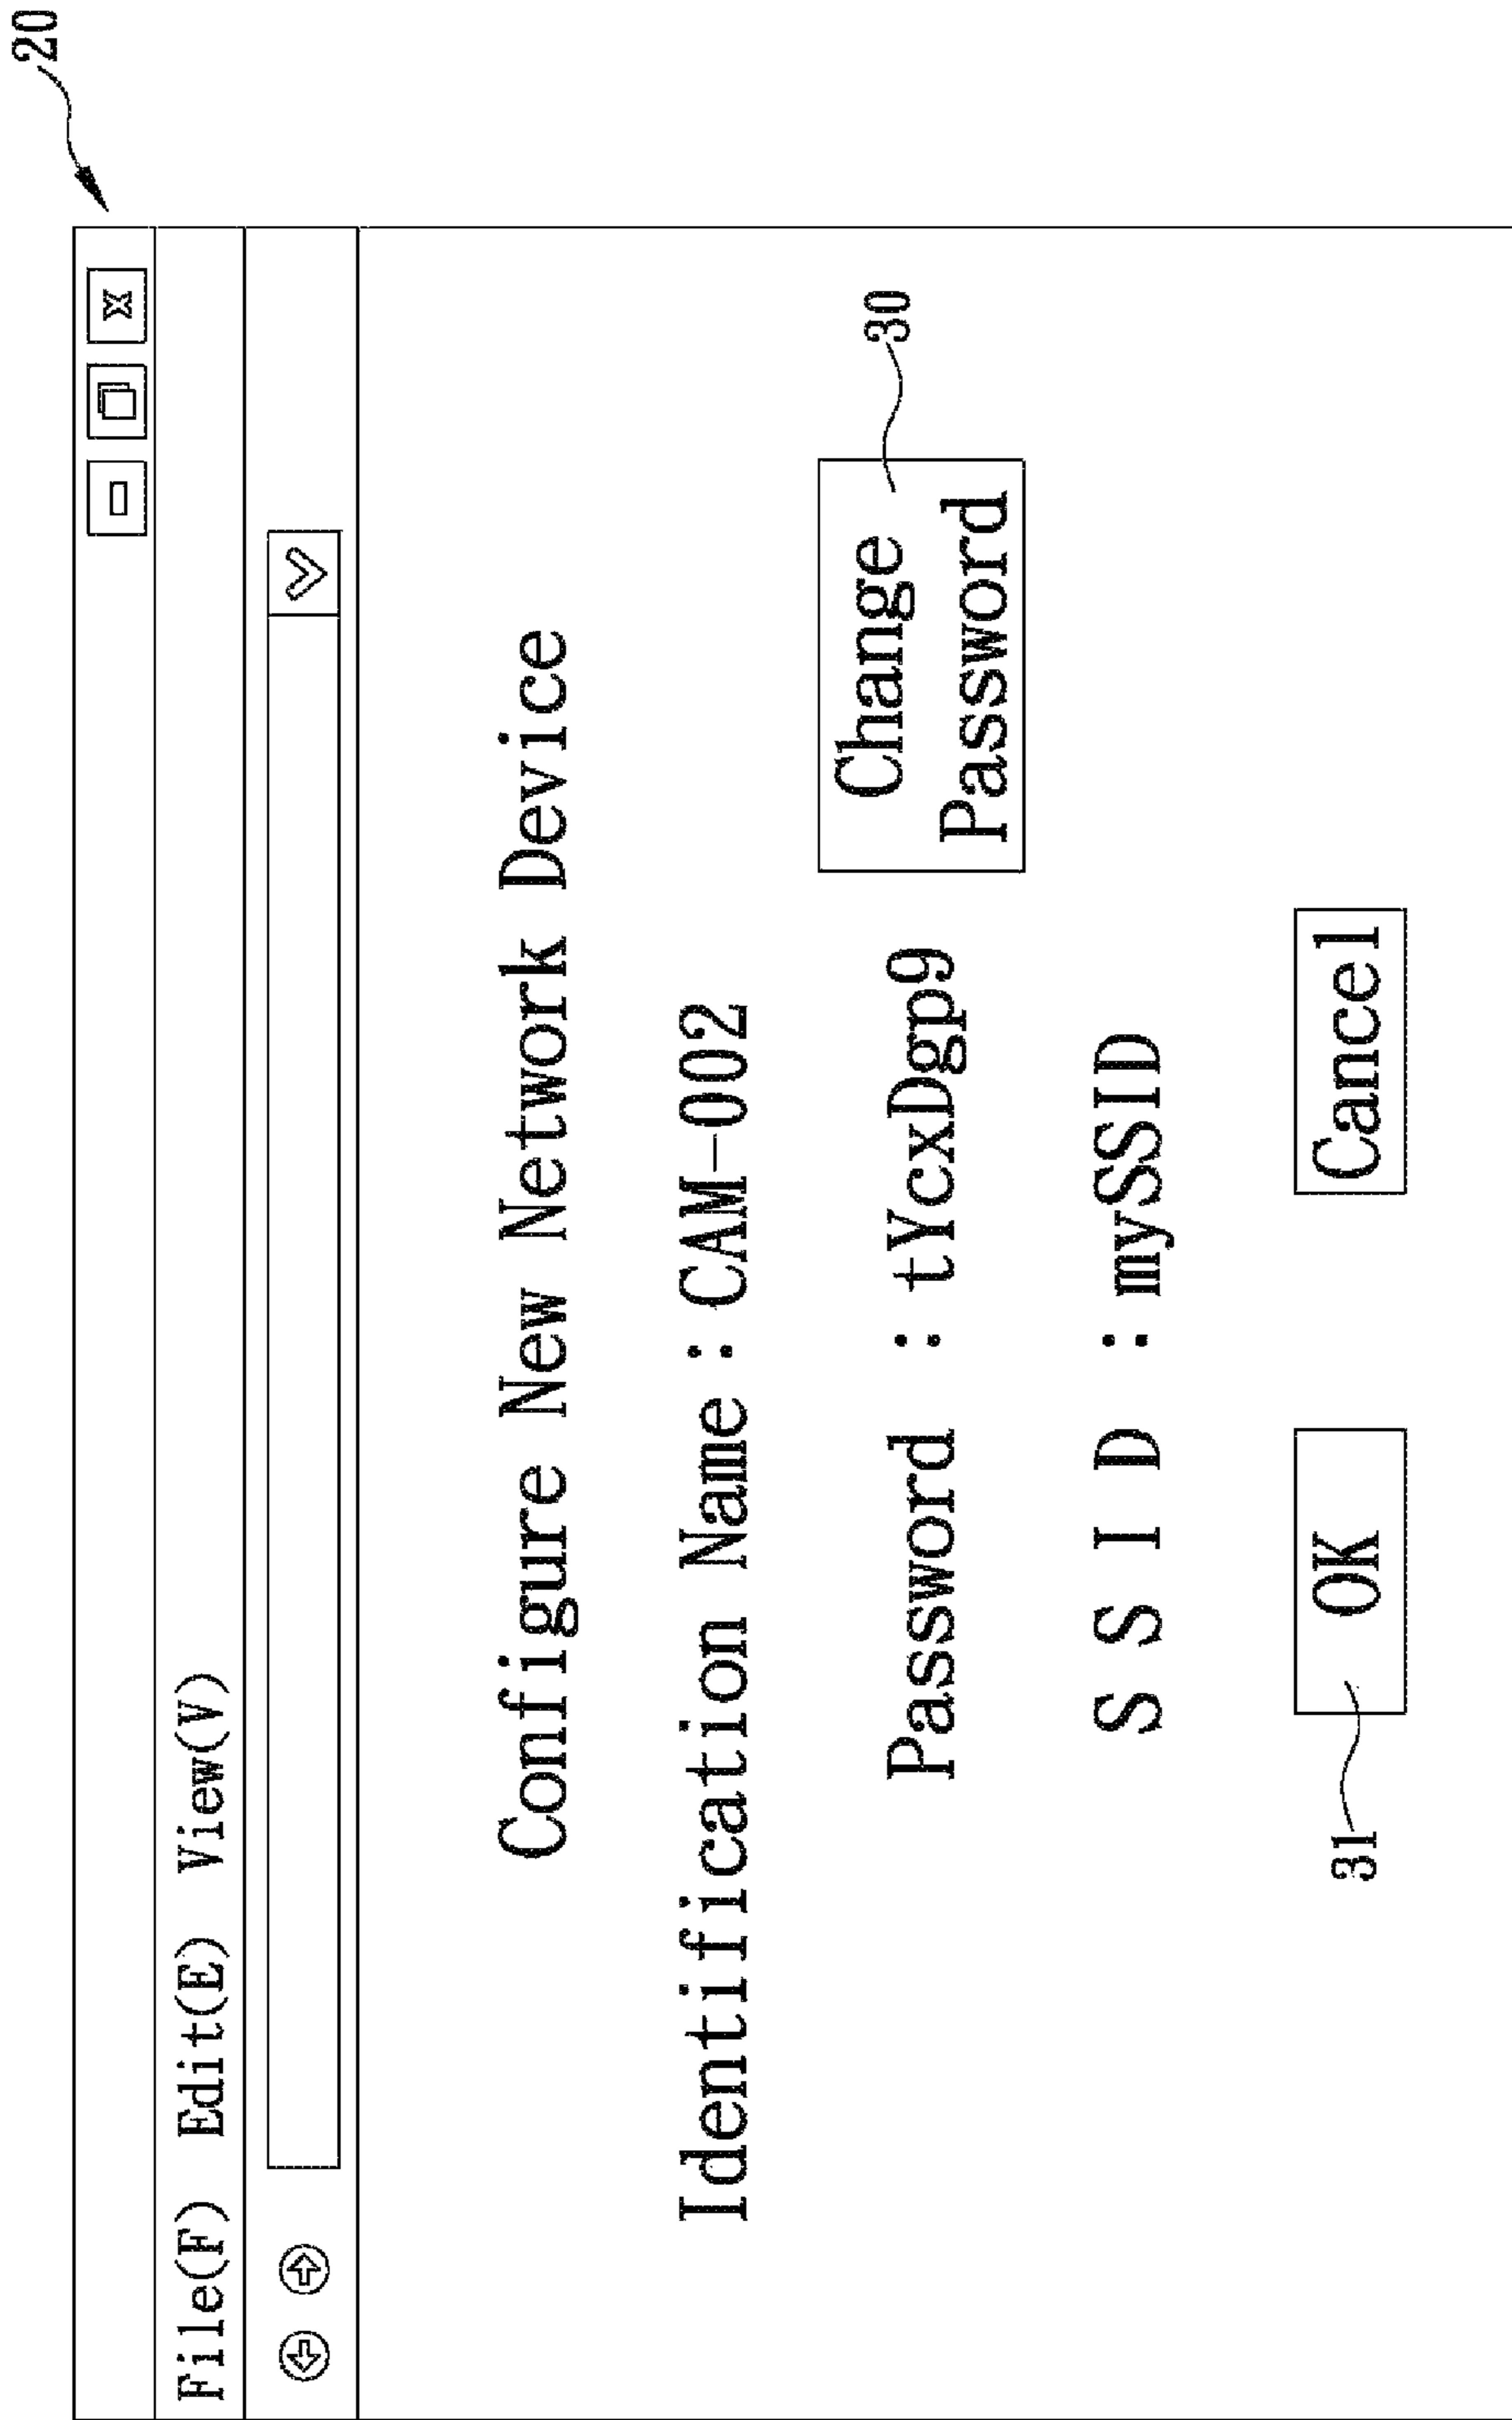 20
x
File(F) Edit(E) View(V)
Configure New Network Device
Identification Name : CAM-002
Password : tYcxDgp9
Change
Password
30
S S I D : mySSID
OK
Cancel
31